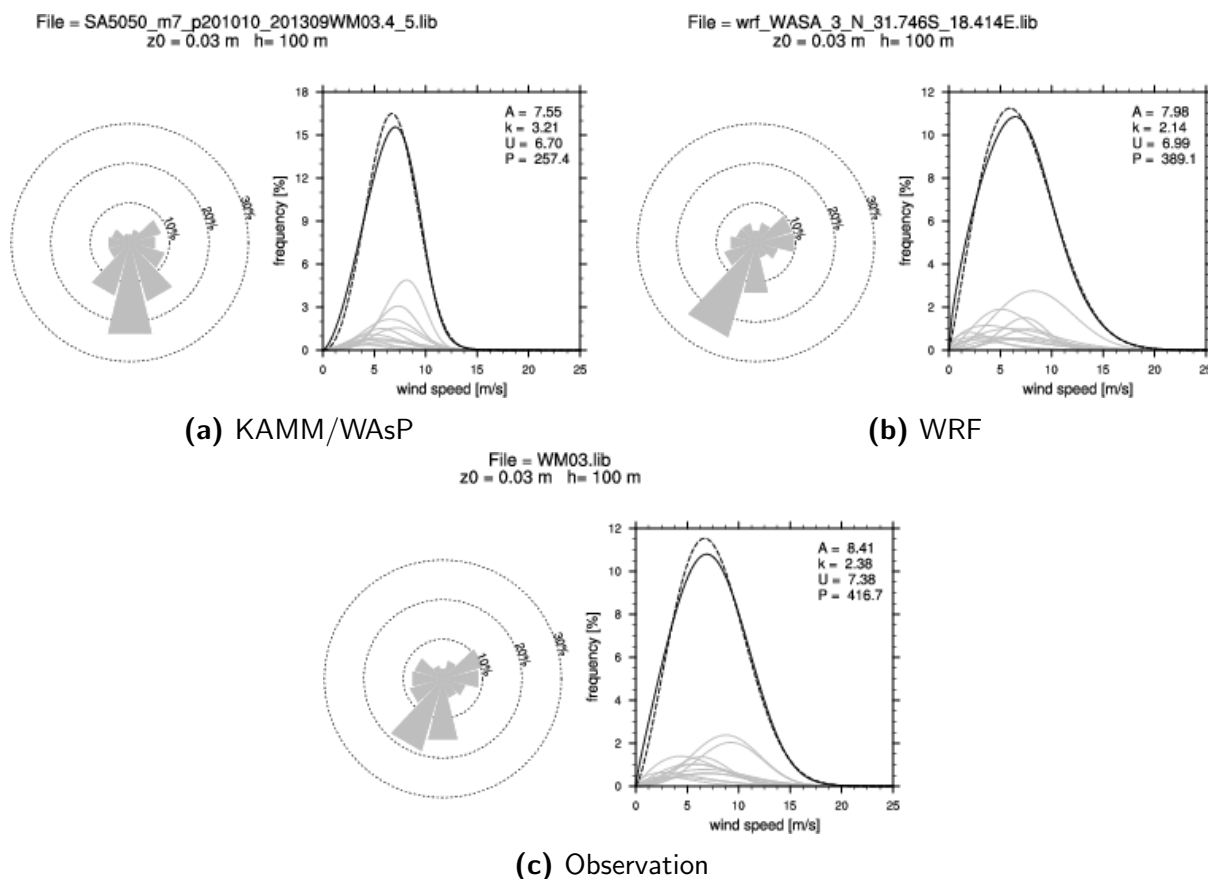 File = SA5050_m7_p201010_201309WM03.4_5.lib
z0 = 0.03 m h= 100 m
10%
20%
30%
18
15
12
9
6
3
0
frequency [%]
A = 7.55
k = 3.21
U = 6.70
P = 257.4
0 5 10 15 20 25
wind speed [m/s]
(a) KAMM/WAsP
File = wrf_WASA_3_N_31.746S_18.414E.lib
z0 = 0.03 m h= 100 m
10%
20%
30%
12
10
8
6
4
2
0
frequency [%]
A = 7.98
k = 2.14
U = 6.99
P = 389.1
0 5 10 15 20 25
wind speed [m/s]
(b) WRF
File = WM03.lib
z0 = 0.03 m h= 100 m
10%
20%
30%
12
10
8
6
4
2
0
frequency [%]
A = 8.41
k = 2.38
U = 7.38
P = 416.7
0 5 10 15 20 25
wind speed [m/s]
(c) Observation